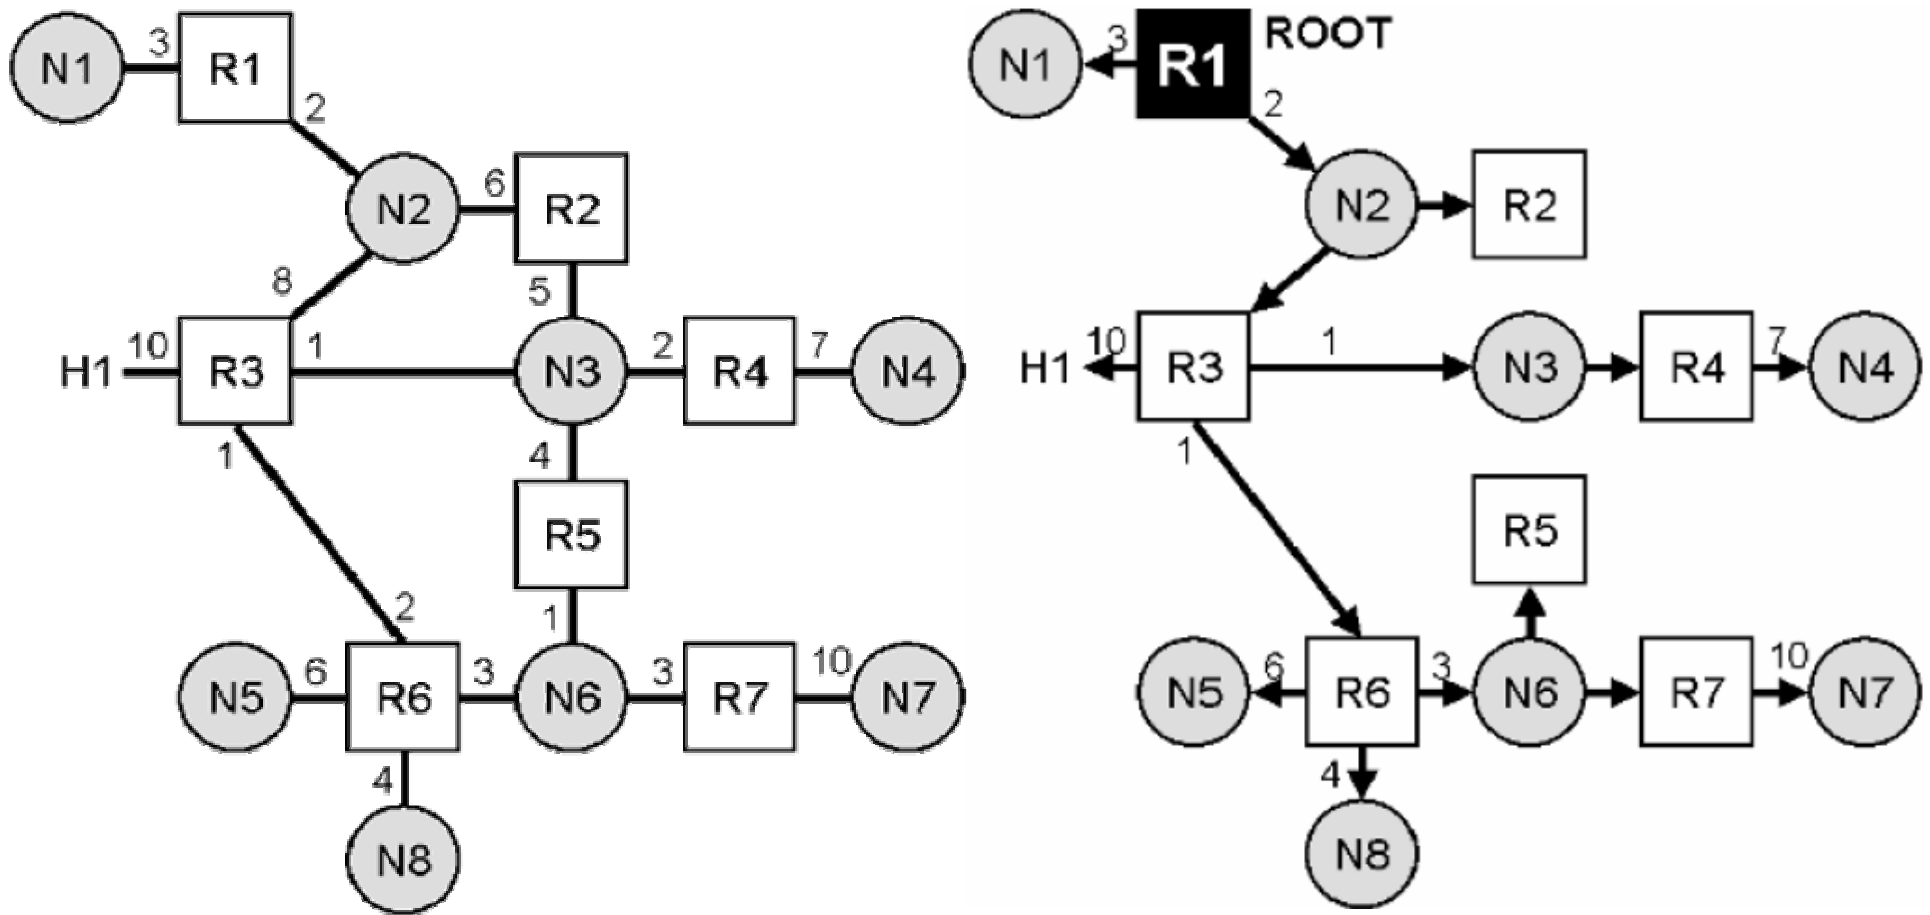 N1 3 R1
2
N2 6 R2
8
5
H1 10 R3 1 N3 2 R4 7 N4
1
4
R5
2
1
N5 6 R6 3 N6 3 R7 10 N7
4
N8
N1 3 R1 ROOT
2
N2 R2
H1 10 R3 1 N3 R4 7 N4
1
R5
N5 6 R6 3 N6 R7 10 N7
4
N8